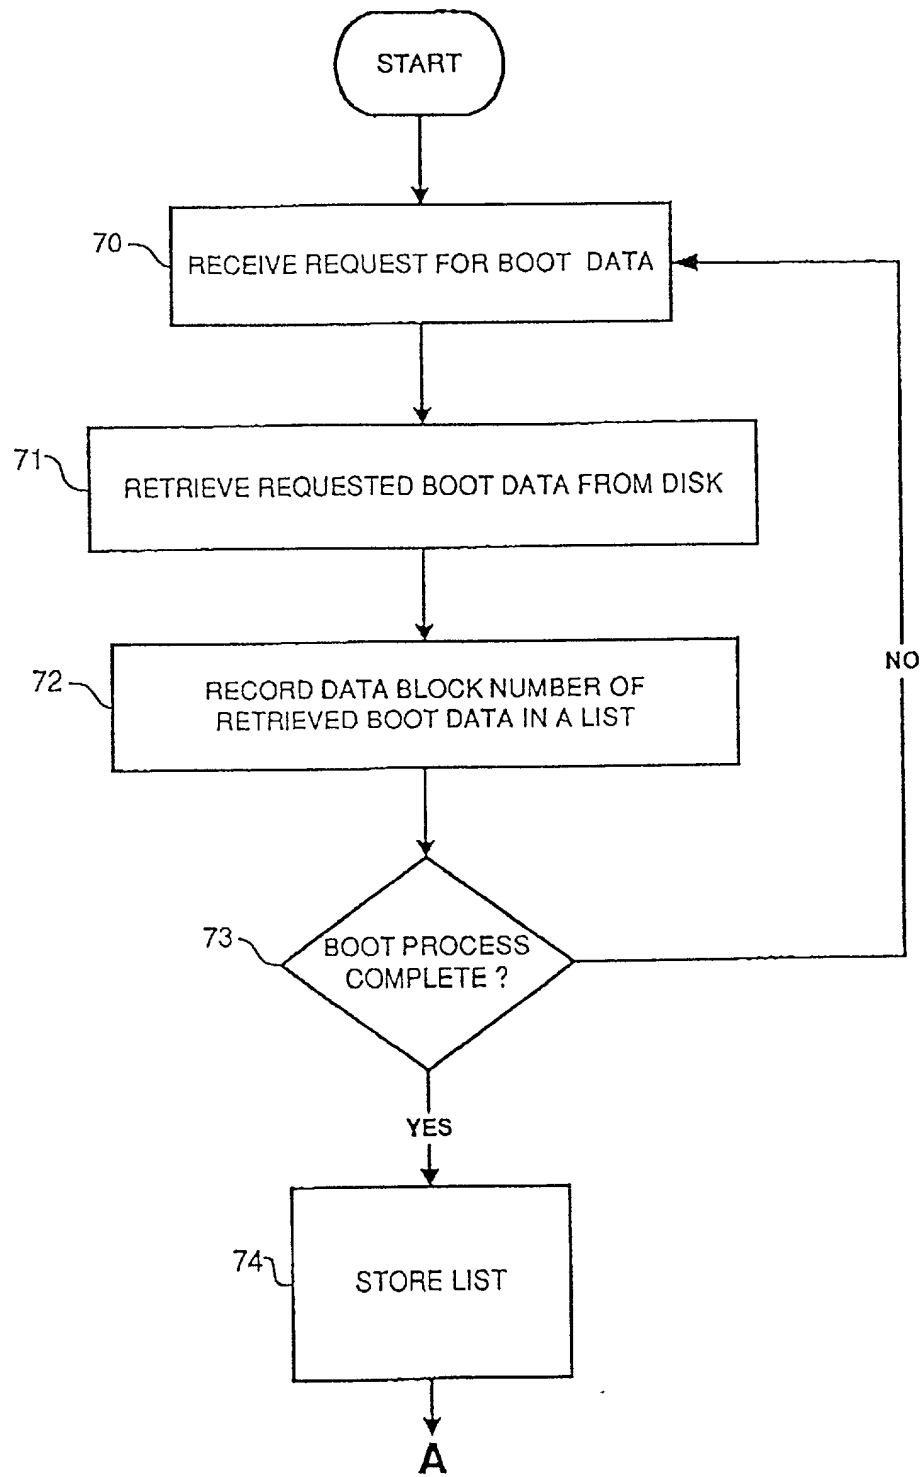 START
70
RECEIVE REQUEST FOR BOOT DATA
71
RETRIEVE REQUESTED BOOT DATA FROM DISK
72
RECORD DATA BLOCK NUMBER OF
RETRIEVED BOOT DATA IN A LIST
NO
73
BOOT PROCESS
COMPLETE ?
YES
74
STORE LIST
A